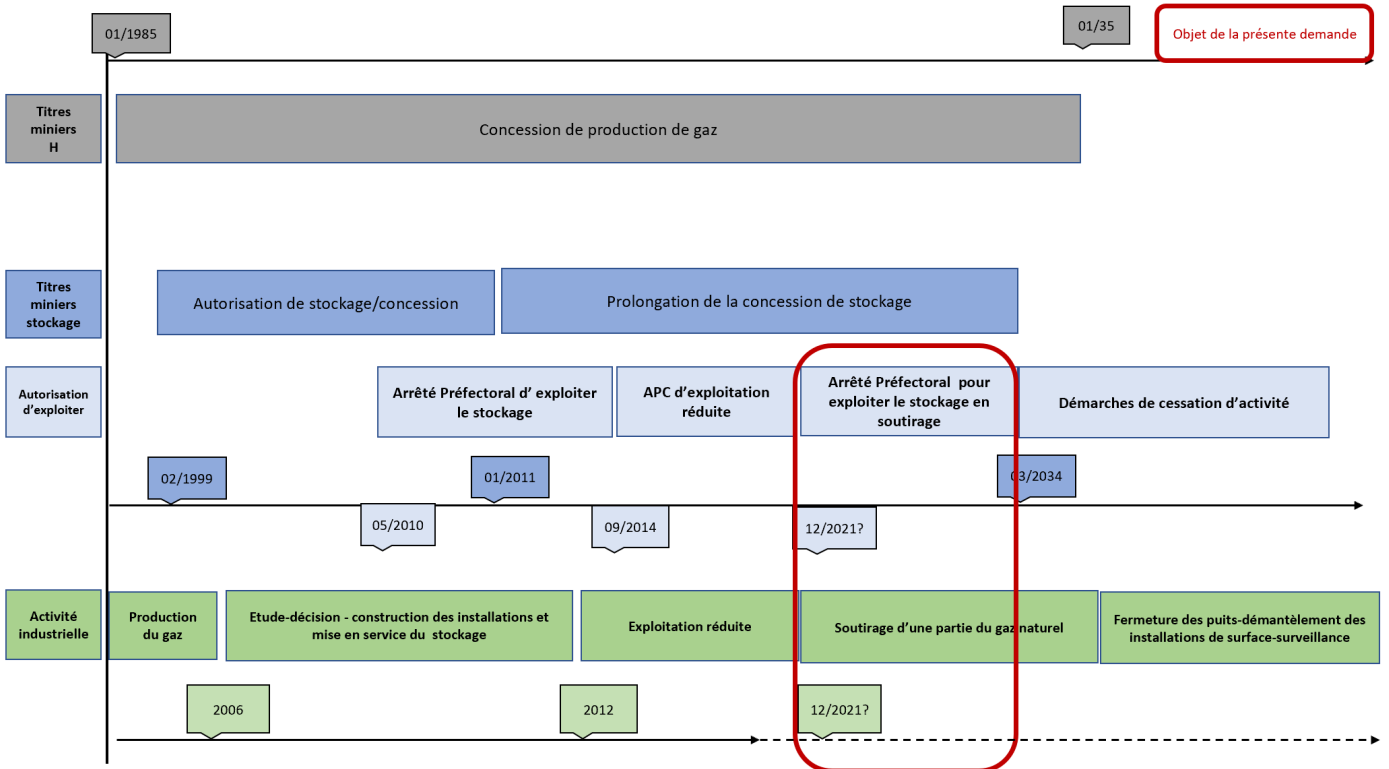 01/1985
01/35
Objet de la présente demande
Titres
miniers
H
Concession de production de gaz
Titres
miniers
stockage
Autorisation de stockage/concession
Prolongation de la concession de stockage
Autorisation
d'exploiter
Arrêté Préfectoral d' exploiter
le stockage
APC d'exploitation
réduite
Arrêté Préfectoral pour
exploiter le stockage en
soutirage
Démarches de cessation d'activité
02/1999
01/2011
03/2034
05/2010
09/2014
12/2021?
Activité
industrielle
Production
du gaz
Etude-décision - construction des installations et
mise en service du stockage
Exploitation réduite
Soutirage d'une partie du gaz naturel
Fermeture des puits-démantèlement des
installations de surface-surveillance
2006
2012
12/2021?